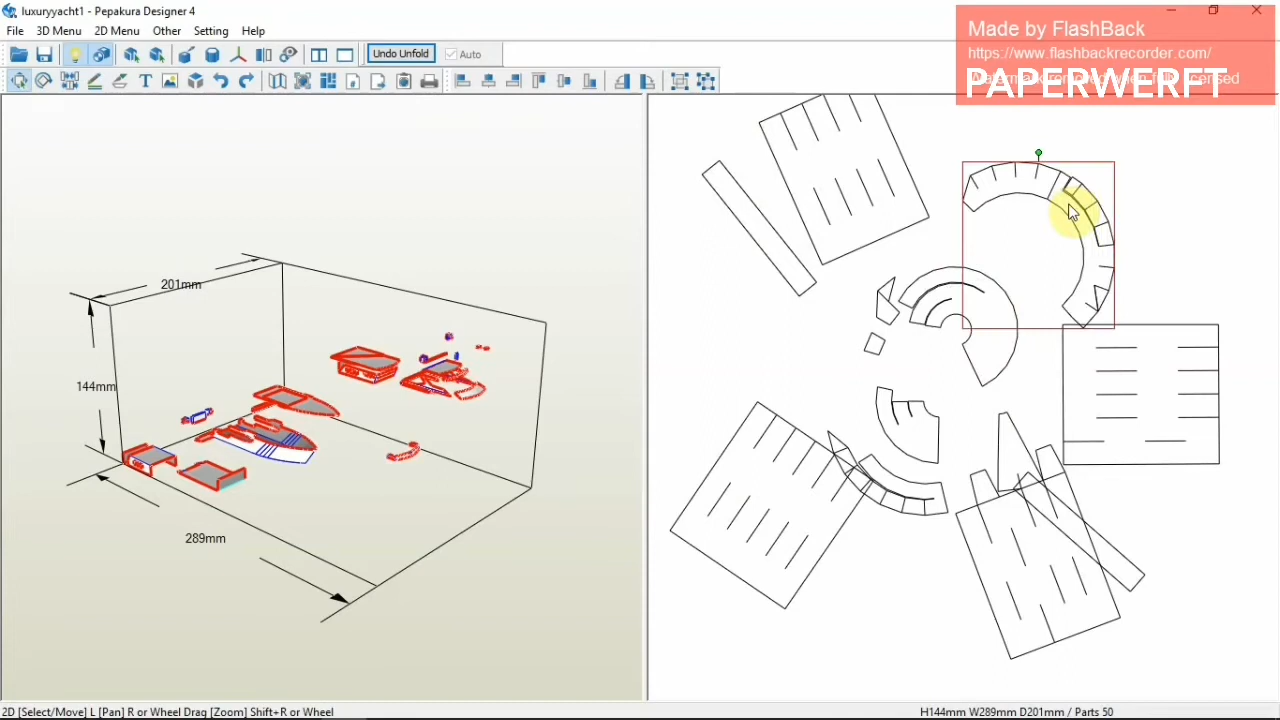 luxuryyacht1 - Pepakura Designer 4
File 3D Menu 2D Menu Other Setting Help
Undo Unfold Auto
Made by FlashBack
https://www.flashbackrecorder.com/
PAPERWERFT
201mm
144mm
289mm
2D [Select/Move] L [Pan] R or Wheel Drag [Zoom] Shift+R or Wheel
H144mm W289mm D201mm / Parts 50